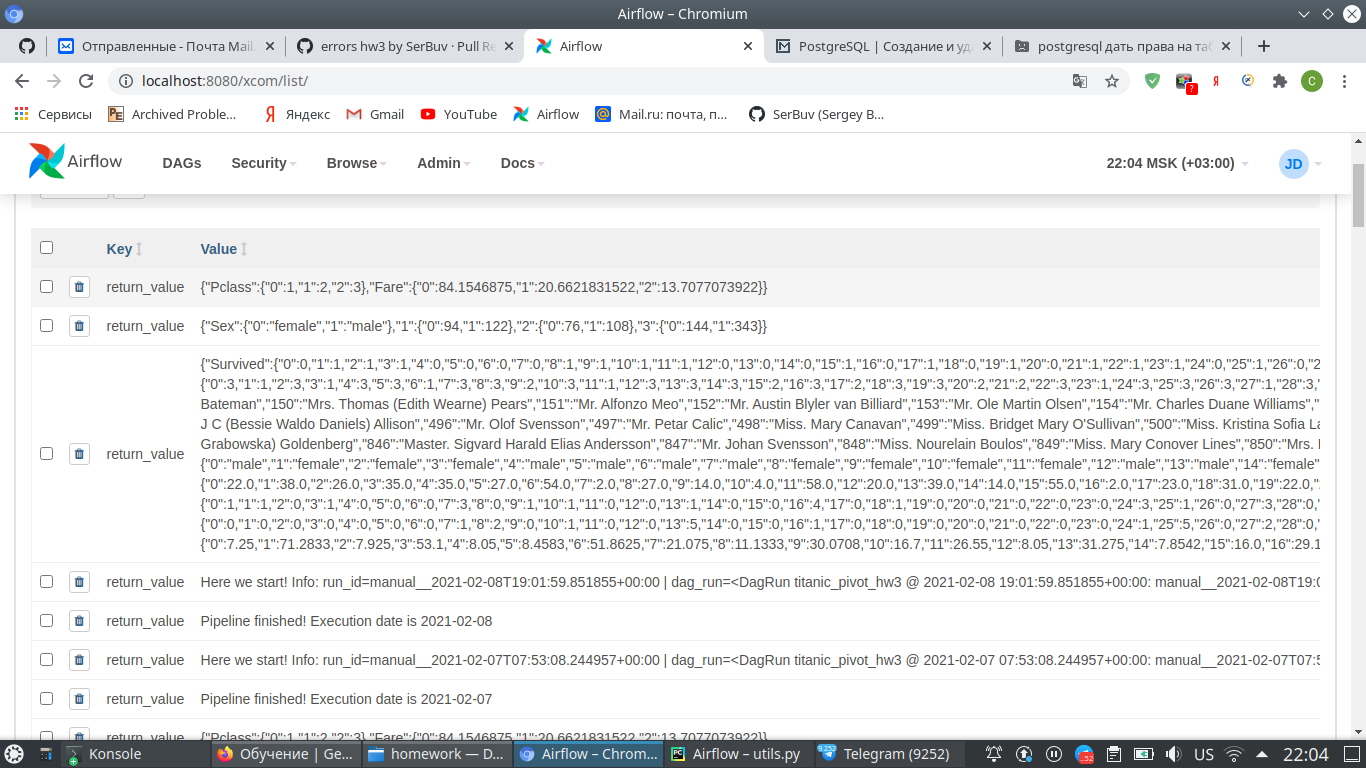 Airflow – Chromium
Отправленные - Почта Mail.
errors hw3 by SerBuv · Pull Re
Airflow
PostgreSQL | Создание и уд
postgresql дать права на таб
localhost:8080/xcom/list/
Сервисы
Archived Proble...
Яндекс
Gmail
YouTube
Airflow
Mail.ru: почта, п...
SerBuv (Sergey B...
Airflow
DAGs
Security
Browse
Admin
Docs
22:04 MSK (+03:00)
JD
Key
Value
return_value {"Pclass":{"0":1,"1":2,"2":3},"Fare":{"0":84.1546875,"1":20.6621831522,"2":13.7077073922}}
return_value {"Sex":{"0":"female","1":"male"},"1":{"0":94,"1":122},"2":{"0":76,"1":108},"3":{"0":144,"1":343}}
{"Survived":{"0":0,"1":1,"2":1,"3":1,"4":0,"5":0,"6":0,"7":0,"8":1,"9":1,"10":1,"11":1,"12":0,"13":0,"14":0,"15":1,"16":0,"17":1,"18":0,"19":1,"20":0,"21":1,"22":1,"23":1,"24":0,"25":1,"26":0,"2
{"0":3,"1":1,"2":3,"3":1,"4":3,"5":3,"6":1,"7":3,"8":3,"9":2,"10":3,"11":1,"12":3,"13":3,"14":3,"15":2,"16":3,"17":2,"18":3,"19":3,"20":2,"21":2,"22":3,"23":1,"24":3,"25":3,"26":3,"27":1,"28":3,"
Bateman","150":"Mrs. Thomas (Edith Wearne) Pears","151":"Mr. Alfonzo Meo","152":"Mr. Austin Blyler van Billiard","153":"Mr. Ole Martin Olsen","154":"Mr. Charles Duane Williams","
J C (Bessie Waldo Daniels) Allison","496":"Mr. Olof Svensson","497":"Mr. Petar Calic","498":"Miss. Mary Canavan","499":"Miss. Bridget Mary O'Sullivan","500":"Miss. Kristina Sofia La
Grabowska) Goldenberg","846":"Master. Sigvard Harald Elias Andersson","847":"Mr. Johan Svensson","848":"Miss. Nourelain Boulos","849":"Miss. Mary Conover Lines","850":"Mrs.
return_value
{"0":"male","1":"female","2":"female","3":"female","4":"male","5":"male","6":"male","7":"male","8":"female","9":"female","10":"female","11":"female","12":"male","13":"male","14":"female"
{"0":22.0,"1":38.0,"2":26.0,"3":35.0,"4":35.0,"5":27.0,"6":54.0,"7":2.0,"8":27.0,"9":14.0,"10":4.0,"11":58.0,"12":20.0,"13":39.0,"14":14.0,"15":55.0,"16":2.0,"17":23.0,"18":31.0,"19":22.0,"
{"0":1,"1":1,"2":0,"3":1,"4":0,"5":0,"6":0,"7":3,"8":0,"9":1,"10":1,"11":0,"12":0,"13":1,"14":0,"15":0,"16":4,"17":0,"18":1,"19":0,"20":0,"21":0,"22":0,"23":0,"24":3,"25":1,"26":0,"27":3,"28":0,"
{"0":0,"1":0,"2":0,"3":0,"4":0,"5":0,"6":0,"7":1,"8":2,"9":0,"10":1,"11":0,"12":0,"13":5,"14":0,"15":0,"16":1,"17":0,"18":0,"19":0,"20":0,"21":0,"22":0,"23":0,"24":1,"25":5,"26":0,"27":2,"28":0,"
{"0":7.25,"1":71.2833,"2":7.925,"3":53.1,"4":8.05,"5":8.4583,"6":51.8625,"7":21.075,"8":11.1333,"9":30.0708,"10":16.7,"11":26.55,"12":8.05,"13":31.275,"14":7.8542,"15":16.0,"16":29.1
return_value Here we start! Info: run_id=manual__2021-02-08T19:01:59.851855+00:00 | dag_run=<DagRun titanic_pivot_hw3 @ 2021-02-08 19:01:59.851855+00:00: manual__2021-02-08T19:0
return_value Pipeline finished! Execution date is 2021-02-08
return_value Here we start! Info: run_id=manual__2021-02-07T07:53:08.244957+00:00 | dag_run=<DagRun titanic_pivot_hw3 @ 2021-02-07 07:53:08.244957+00:00: manual__2021-02-07T07:5
return_value Pipeline finished! Execution date is 2021-02-07
return_value {"Pclass":{"0":1,"1":2,"2":3},"Fare":{"0":84.1546875,"1":20.6621831522,"2":13.7077073922}}
Konsole
Обучение | Ge...
homework — D...
Airflow – Chrom...
Airflow – utils.py
Telegram (9252)
US
22:04